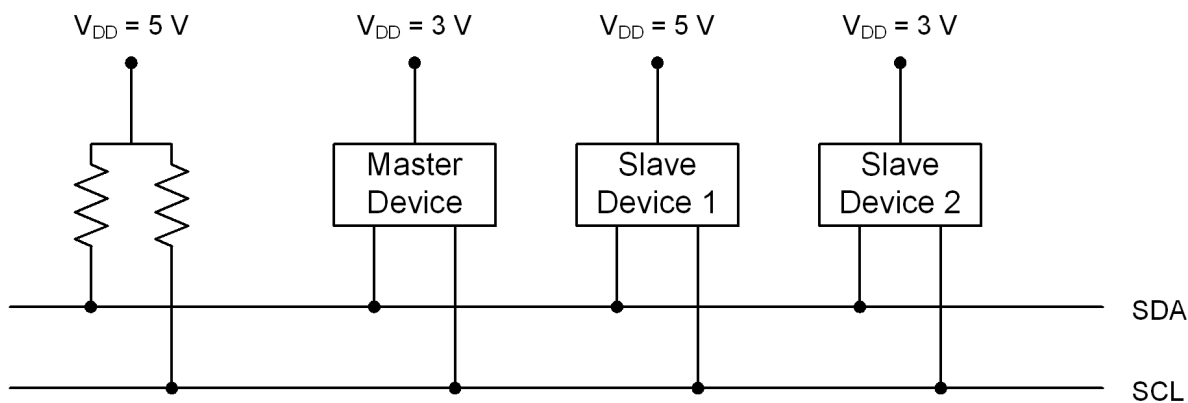 V_DD = 5 V
V_DD = 3 V
V_DD = 5 V
V_DD = 3 V
Master
Device
Slave
Device 1
Slave
Device 2
SDA
SCL